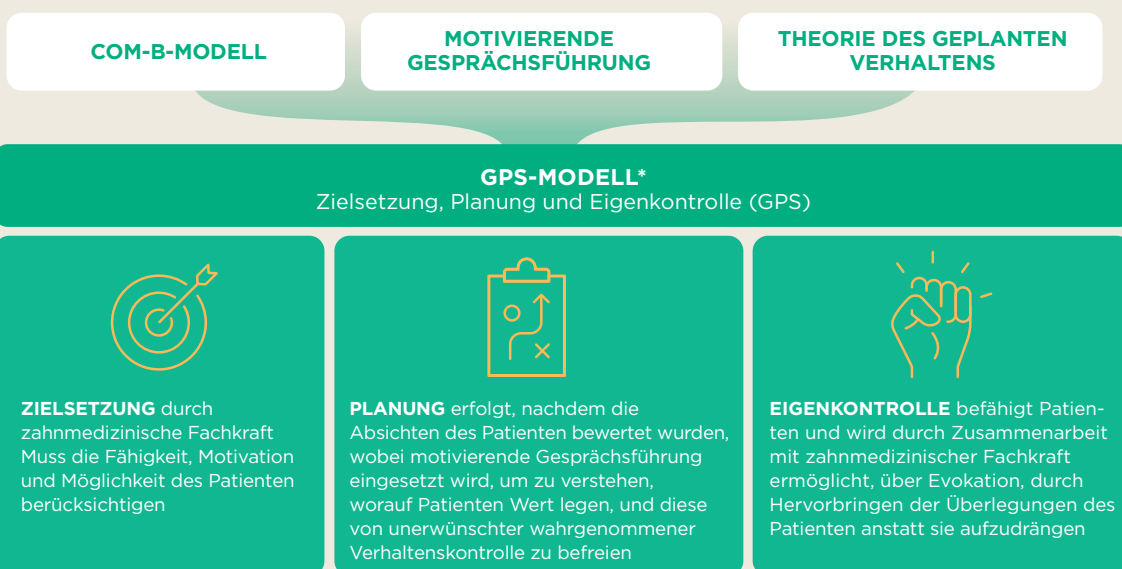 COM-B-MODELL
MOTIVIERENDE
GESPRÄCHSFÜHRUNG
THEORIE DES GEPLANTEN
VERHALTENS
GPS-MODELL*
Zielsetzung, Planung und Eigenkontrolle (GPS)
ZIELSETZUNG durch
zahnmedizinische Fachkraft
Muss die Fähigkeit, Motivation
und Möglichkeit des Patienten
berücksichtigen
PLANUNG erfolgt, nachdem die
Absichten des Patienten bewertet wurden,
wobei motivierende Gesprächsführung
eingesetzt wird, um zu verstehen,
worauf Patienten Wert legen, und diese
von unerwünschter wahrgenommener
Verhaltenskontrolle zu befreien
EIGENKONTROLLE befähigt Patien-
ten und wird durch Zusammenarbeit
mit zahnmedizinischer Fachkraft
ermöglicht, über Evokation, durch
Hervorbringen der Überlegungen des
Patienten anstatt sie aufzudrängen